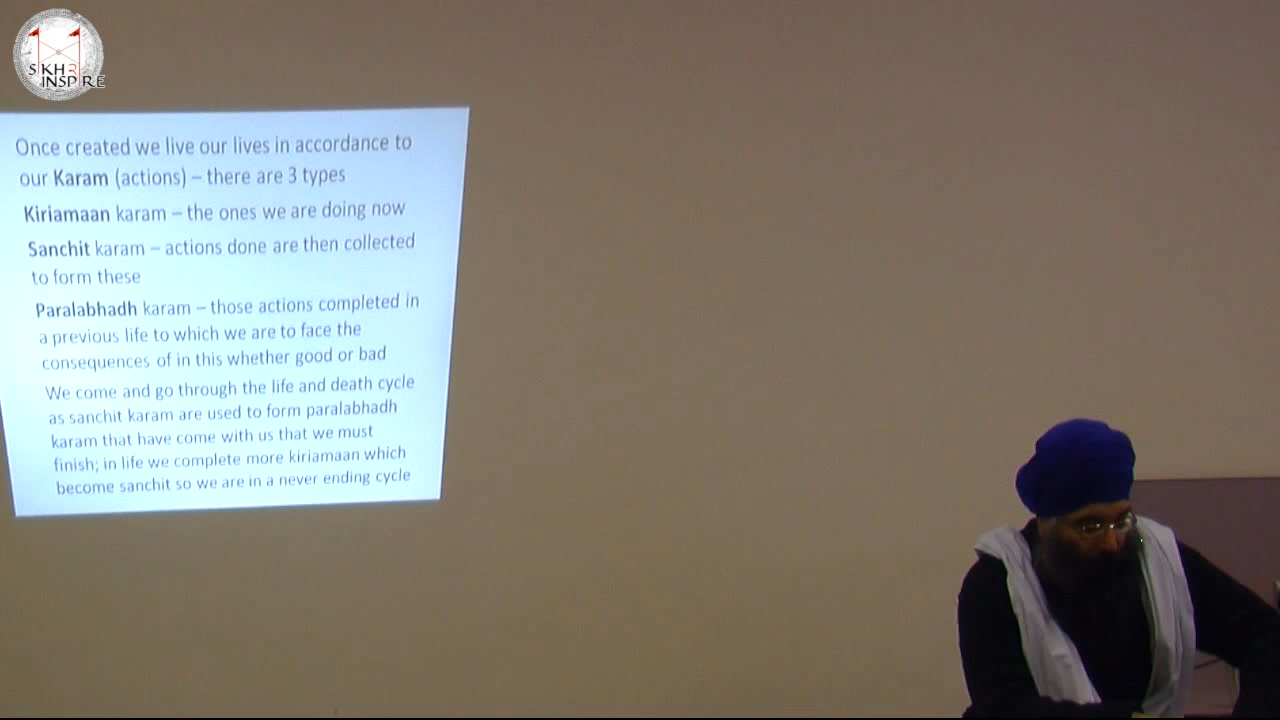 SIKH
INSPIRE
Once created we live our lives in accordance to
our Karam (actions) – there are 3 types
Kiriamaan karam – the ones we are doing now
Sanchit karam – actions done are then collected
to form these
Paralabhadh karam – those actions completed in
a previous life to which we are to face the
consequences of in this whether good or bad
We come and go through the life and death cycle
as sanchit karam are used to form paralabhadh
karam that have come with us that we must
finish; in life we complete more kiriamaan which
become sanchit so we are in a never ending cycle